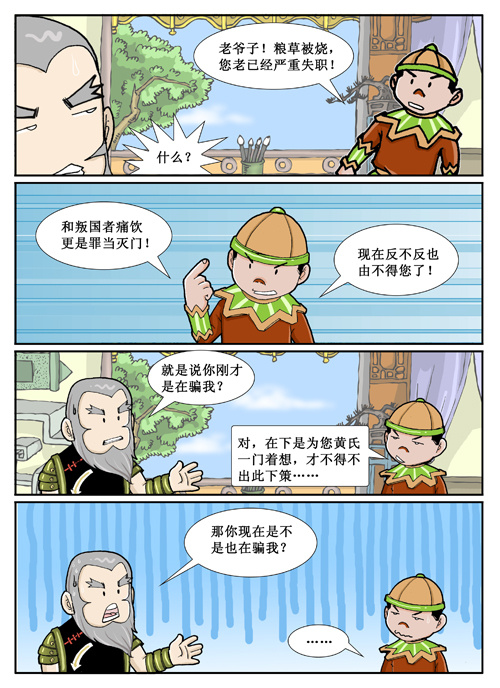 老爷子！粮草被烧，
您老已经严重失职！
什么？
和叛国者痛饮
更是罪当灭门！
现在反不反也
由不得您了！
就是说你刚才
是在骗我？
对，在下是为您黄氏
一门着想，才不得不
出此下策……
那你现在是不
是也在骗我？
……